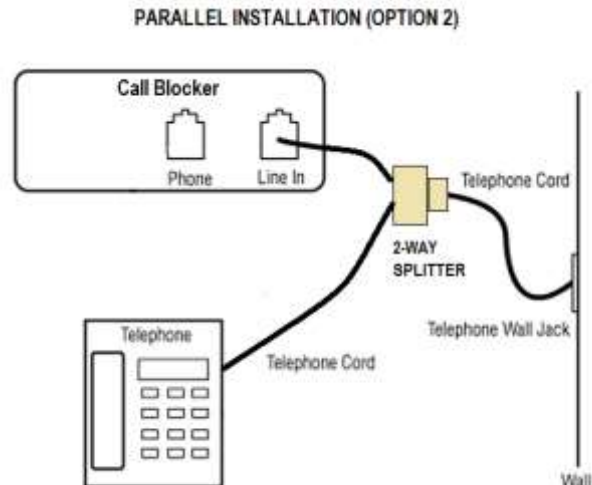 PARALLEL INSTALLATION (OPTION 2)
Call Blocker
Phone
Line In
Telephone Cord
2-WAY
SPLITTER
Telephone Wall Jack
Telephone
Telephone Cord
Wall